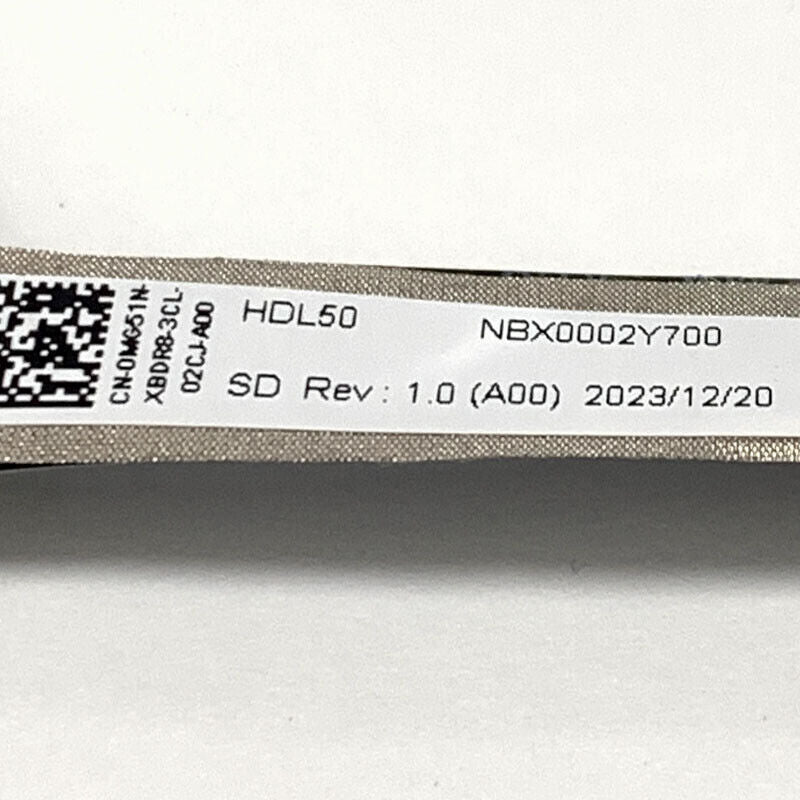 CN-0MG51N-
XBDR8-3CL-
02CJ-A00
HDL50 NBX0002Y700
SD Rev : 1.0 (A00) 2023/12/20